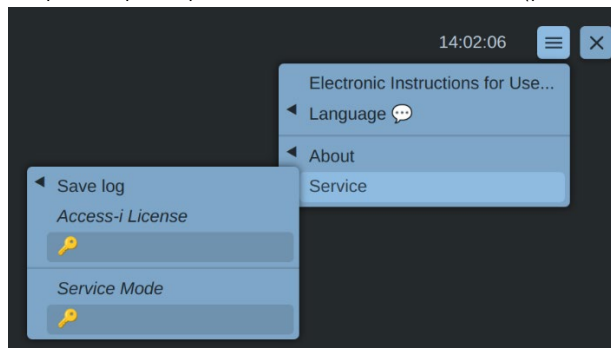 14:02:06
Electronic Instructions for Use...
Language
About
Service
Save log
Access-i License
Service Mode